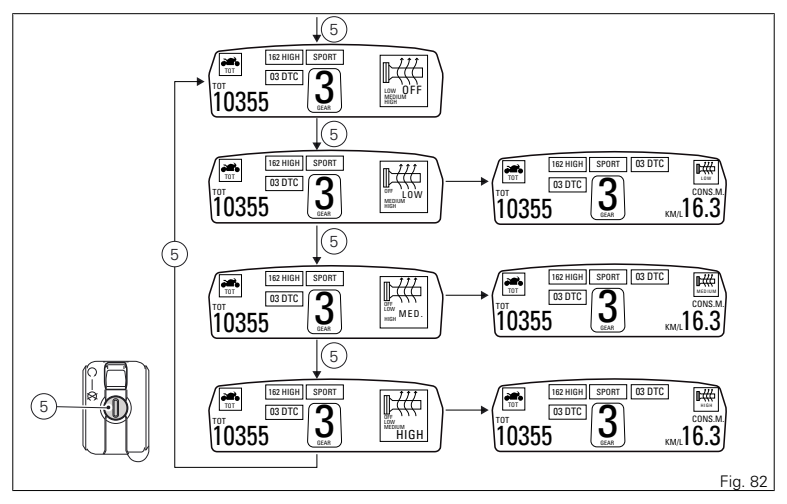 5
TOT
162 HIGH
SPORT
03 DTC
TOT
10355
3
GEAR
OFF
LOW
MEDIUM
HIGH
5
TOT
162 HIGH
SPORT
03 DTC
TOT
10355
3
GEAR
LOW
OFF
MEDIUM
HIGH
TOT
162 HIGH
SPORT
03 DTC
03 DTC
TOT
10355
3
GEAR
LOW
CONS.M.
KM/L 16.3
5
5
TOT
162 HIGH
SPORT
03 DTC
TOT
10355
3
GEAR
OFF
LOW
MED.
HIGH
TOT
162 HIGH
SPORT
03 DTC
03 DTC
TOT
10355
3
GEAR
MEDIUM
CONS.M.
KM/L 16.3
5
5
TOT
162 HIGH
SPORT
03 DTC
TOT
10355
3
GEAR
OFF
LOW
MEDIUM
HIGH
TOT
162 HIGH
SPORT
03 DTC
03 DTC
TOT
10355
3
GEAR
HIGH
CONS.M.
KM/L 16.3
Fig. 82